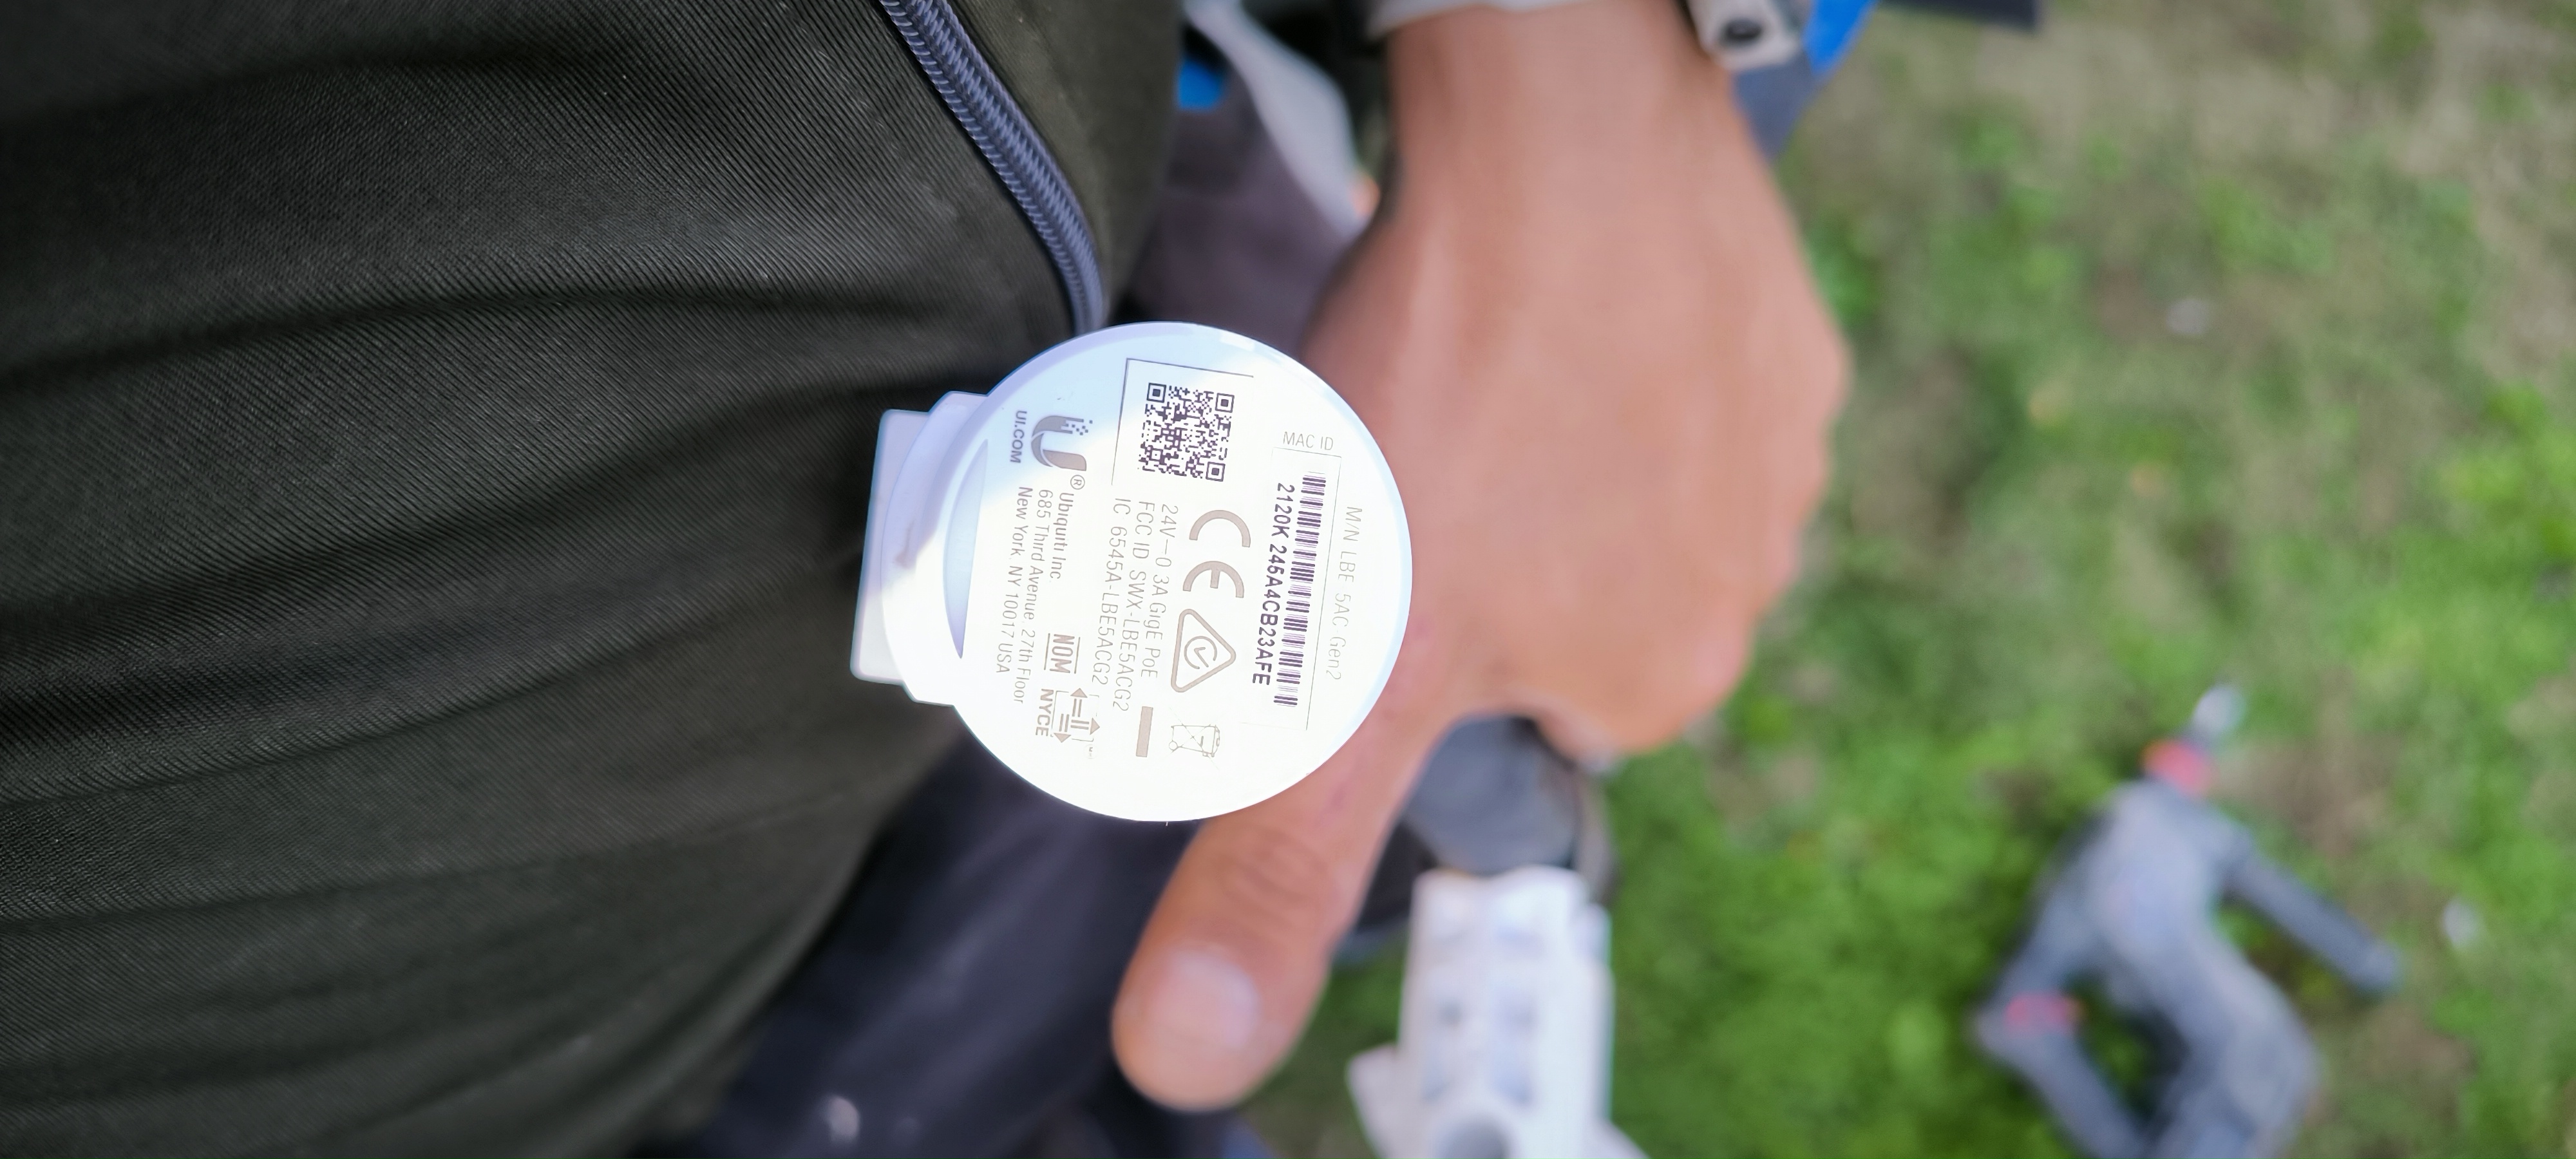 M/N LBE 5AC Gen2
MAC ID
2120K 245A4CB23AFE
24V⎓0.3A GigE PoE
FCC ID SWX-LBE5ACG2
IC 6545A-LBE5ACG2
®
UI.COM
Ubiquiti Inc
685 Third Avenue. 27th Floor
New York NY 10017 USA
NOM
NYCE
CE